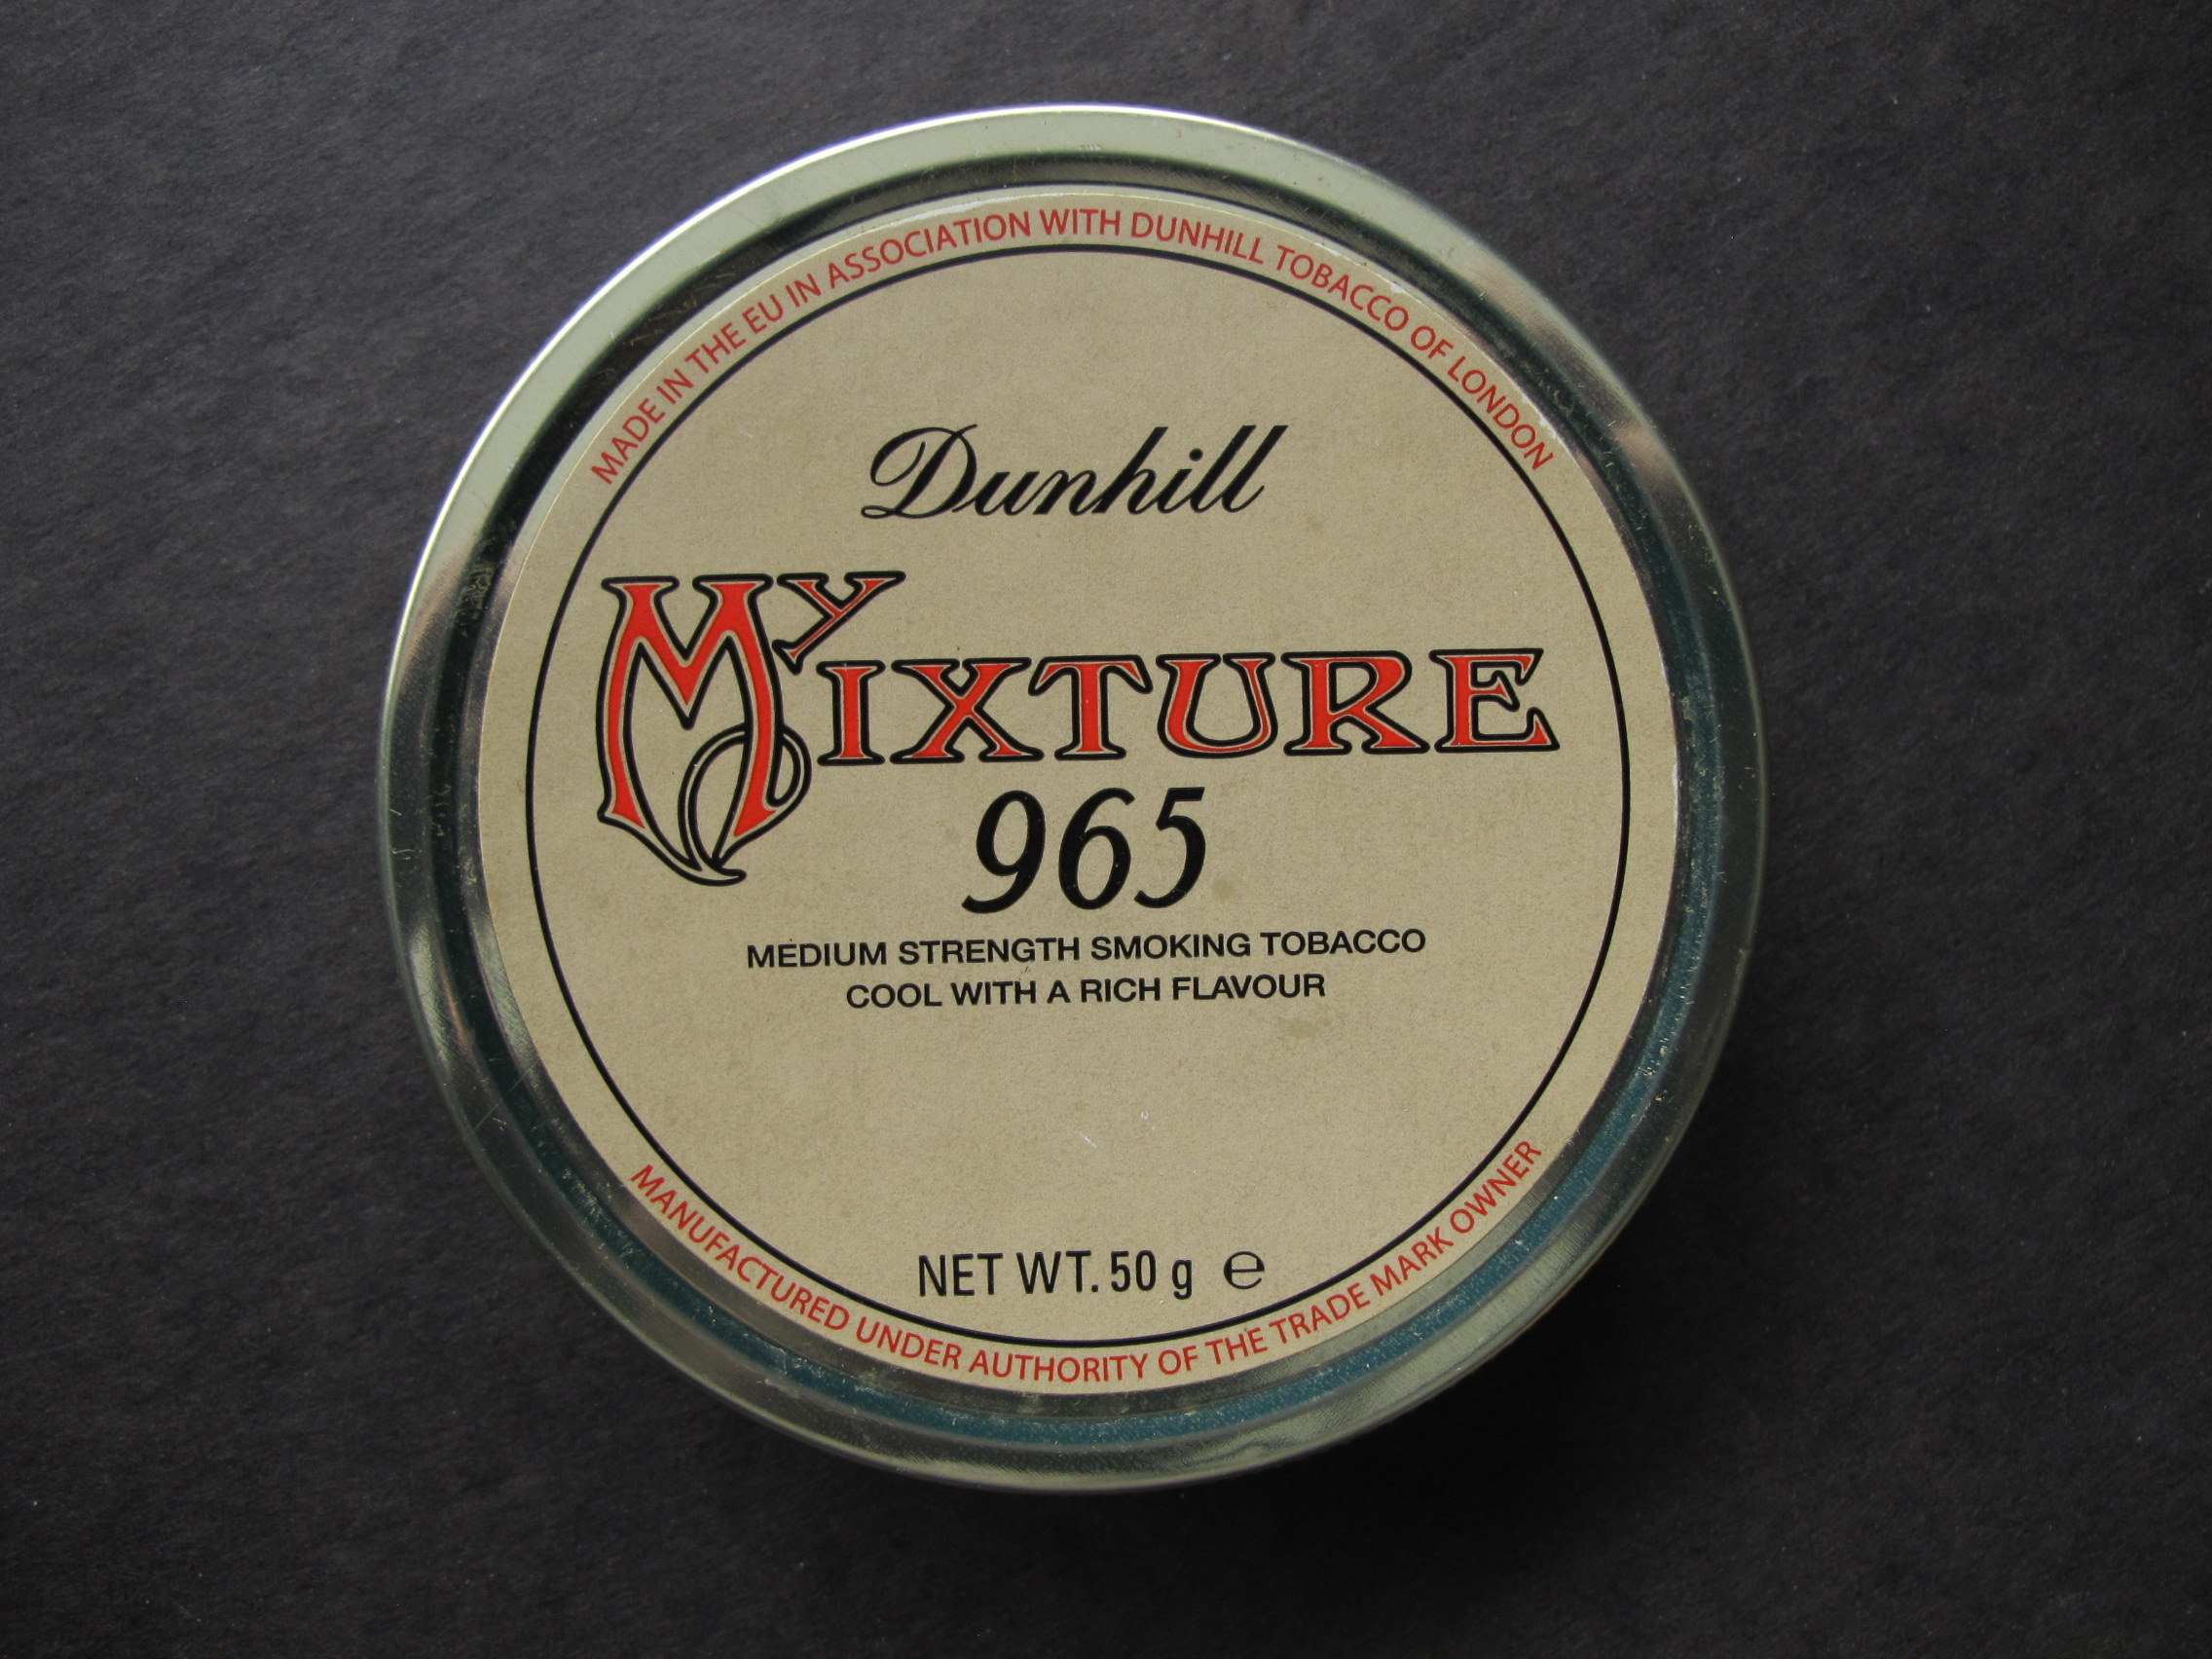 MADE IN THE EU IN ASSOCIATION WITH DUNHILL TOBACCO OF LONDON
Dunhill
My Mixture
965
MEDIUM STRENGTH SMOKING TOBACCO
COOL WITH A RICH FLAVOUR
NET WT. 50 g ℮
MANUFACTURED UNDER AUTHORITY OF THE TRADE MARK OWNER